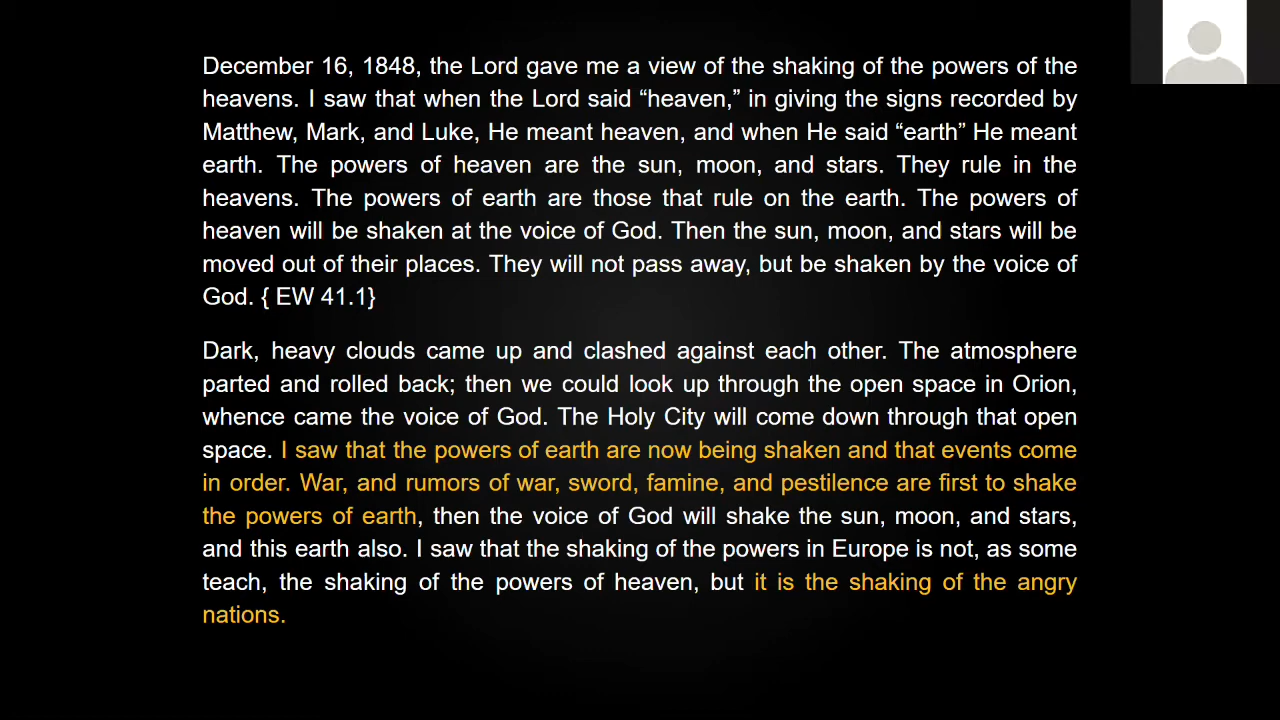 December 16, 1848, the Lord gave me a view of the shaking of the powers of the
heavens. I saw that when the Lord said “heaven,” in giving the signs recorded by
Matthew, Mark, and Luke, He meant heaven, and when He said “earth” He meant
earth. The powers of heaven are the sun, moon, and stars. They rule in the
heavens. The powers of earth are those that rule on the earth. The powers of
heaven will be shaken at the voice of God. Then the sun, moon, and stars will be
moved out of their places. They will not pass away, but be shaken by the voice of
God. { EW 41.1}
Dark, heavy clouds came up and clashed against each other. The atmosphere
parted and rolled back; then we could look up through the open space in Orion,
whence came the voice of God. The Holy City will come down through that open
space. I saw that the powers of earth are now being shaken and that events come
in order. War, and rumors of war, sword, famine, and pestilence are first to shake
the powers of earth, then the voice of God will shake the sun, moon, and stars,
and this earth also. I saw that the shaking of the powers in Europe is not, as some
teach, the shaking of the powers of heaven, but it is the shaking of the angry
nations.